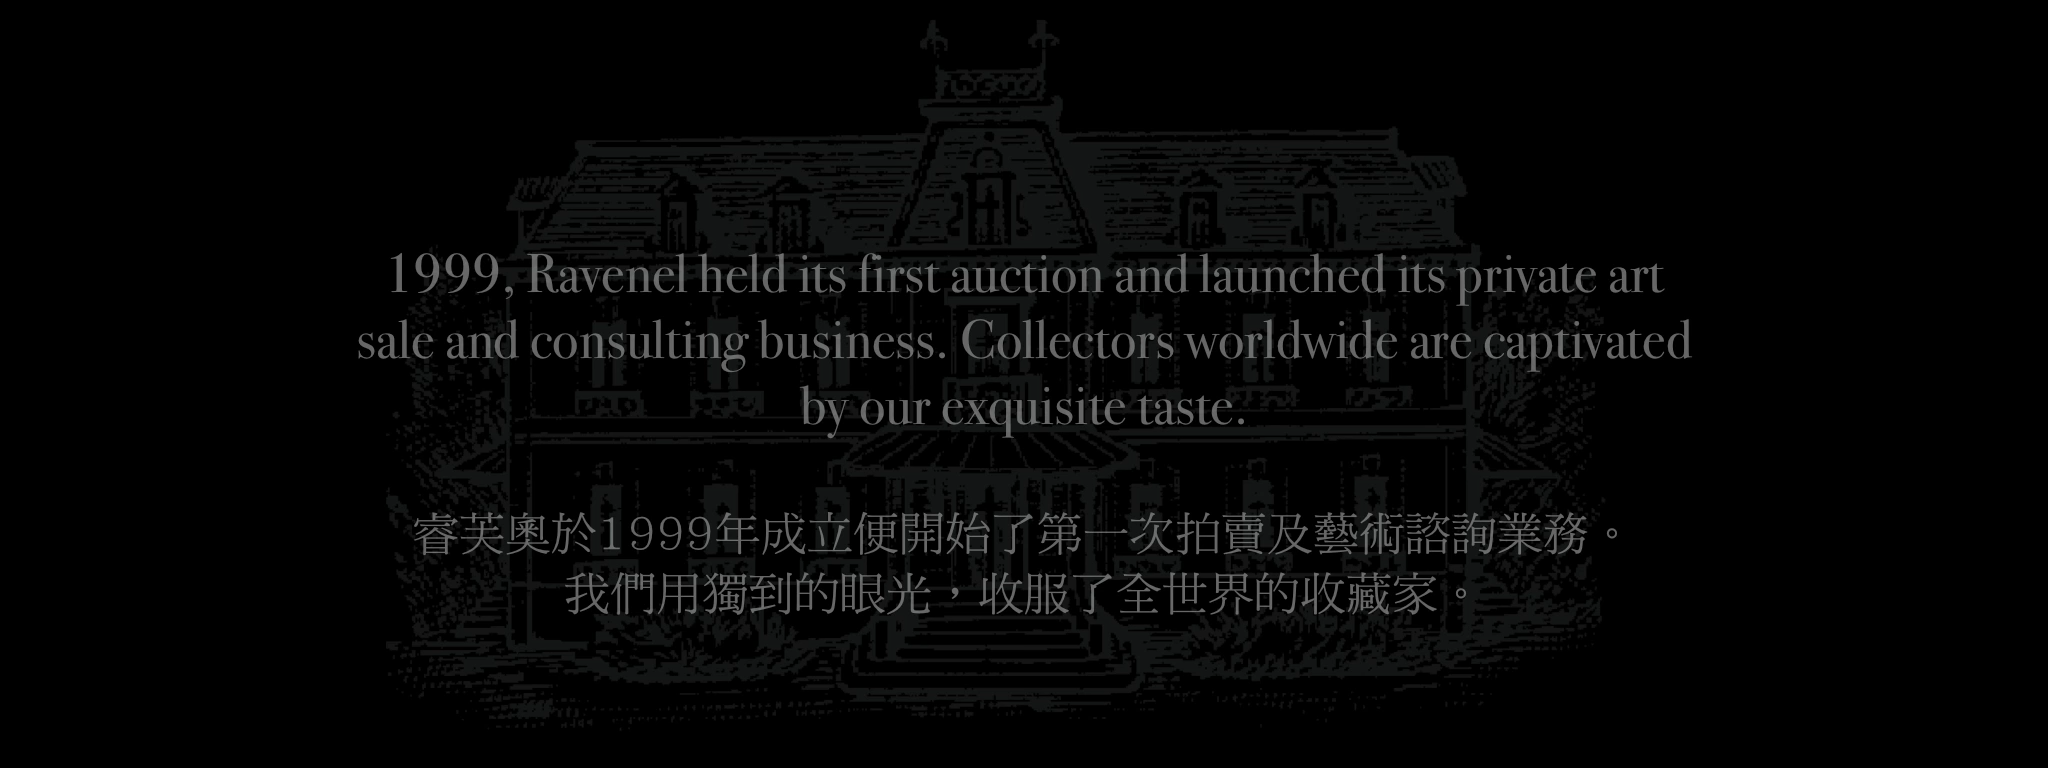 1999, Ravenel held its first auction and launched its private art
sale and consulting business. Collectors worldwide are captivated
by our exquisite taste.
睿芙奧於1999年成立便開始了第一次拍賣及藝術諮詢業務。
我們用獨到的眼光，收服了全世界的收藏家。